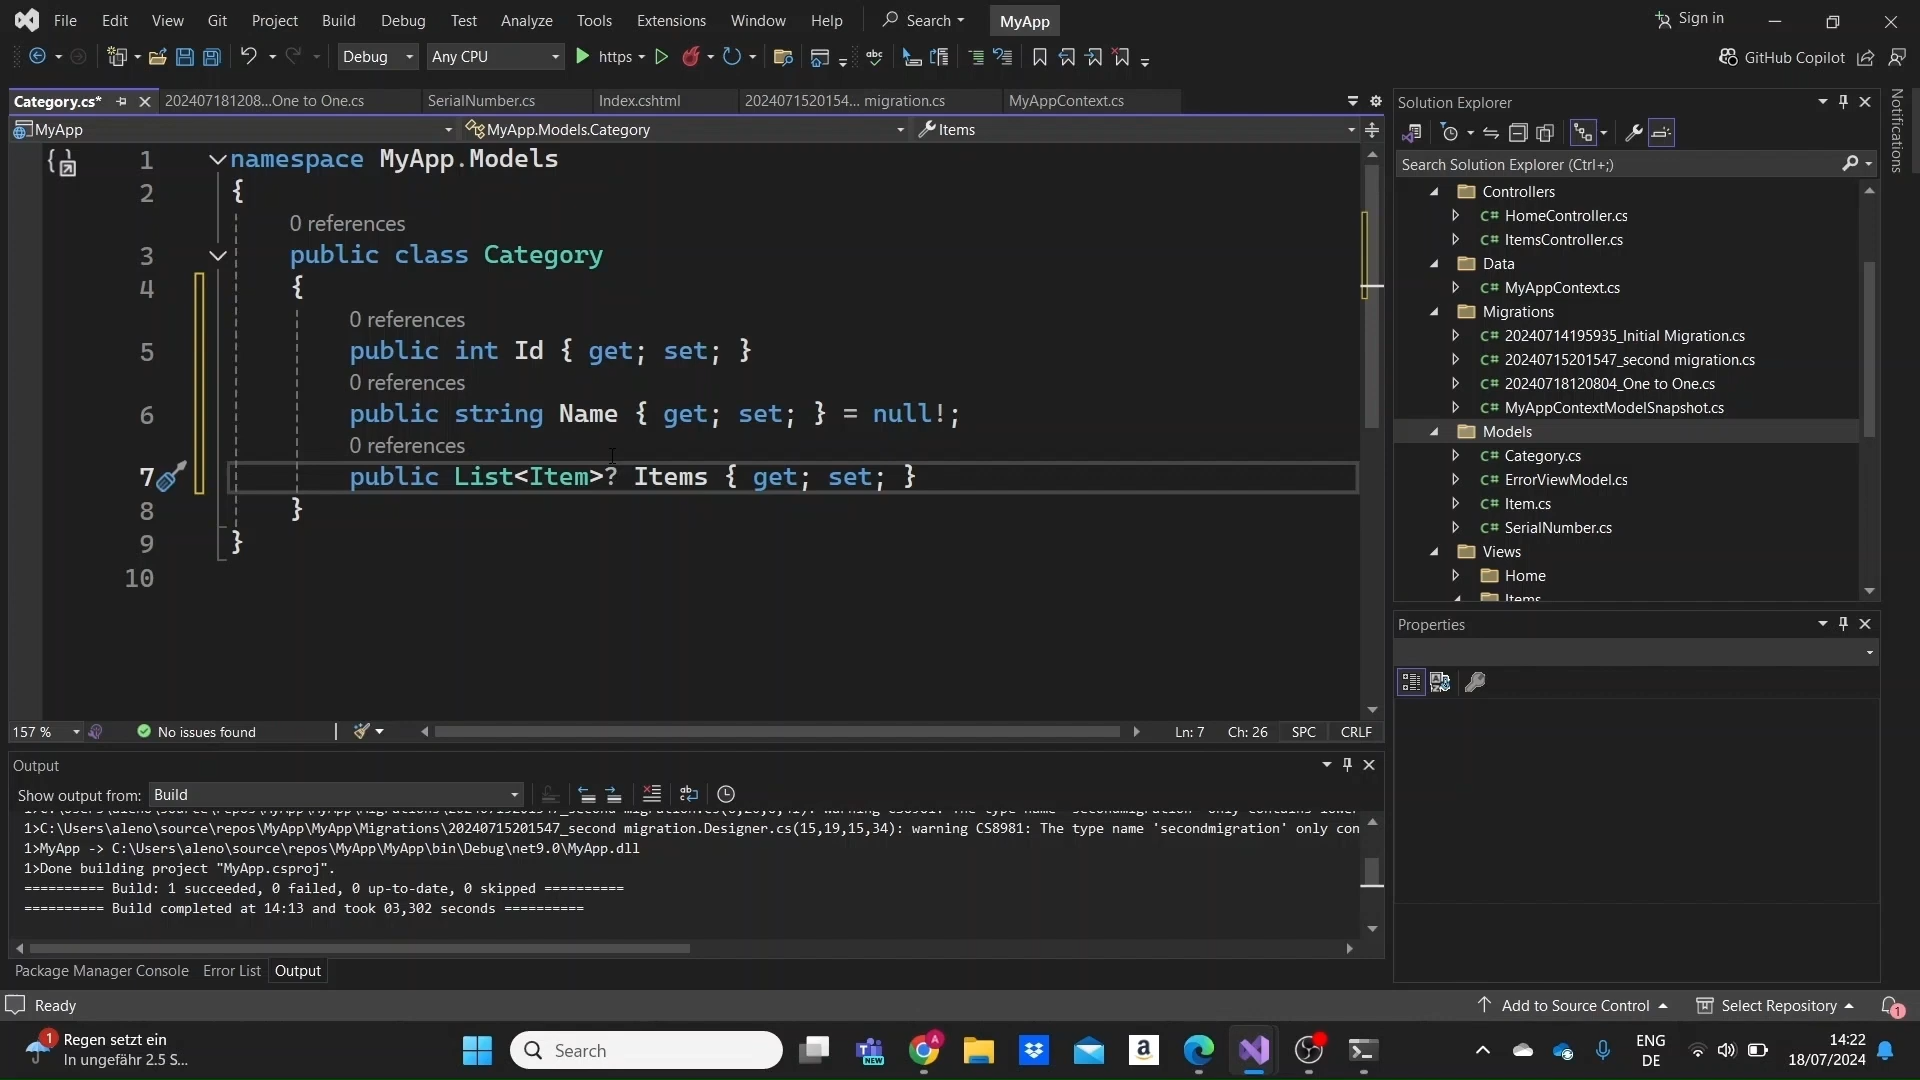 File Edit View Git Project Build Debug Test Analyze Tools Extensions Window Help Search MyApp Sign in
Debug Any CPU https GitHub Copilot
Category.cs* 202407181208...One to One.cs SerialNumber.cs Index.cshtml 2024071520154... migration.cs MyAppContext.cs
MyApp MyApp.Models.Category Items
1 namespace MyApp.Models
2 {
0 references
3 public class Category
4 {
0 references
5 public int Id { get; set; }
0 references
6 public string Name { get; set; } = null!;
0 references
7 public List<Item>? Items { get; set; }
8 }
9 }
10
157 % No issues found Ln: 7 Ch: 26 SPC CRLF
Output
Show output from: Build
1>C:\Users\aleno\source\repos\MyApp\MyApp\Migrations\20240715201547_second migration.Designer.cs(15,19,15,34): warning CS8981: The type name 'secondmigration' only con
1>MyApp -> C:\Users\aleno\source\repos\MyApp\MyApp\bin\Debug\net9.0\MyApp.dll
1>Done building project "MyApp.csproj".
========== Build: 1 succeeded, 0 failed, 0 up-to-date, 0 skipped ==========
========== Build completed at 14:13 and took 03,302 seconds ==========
Package Manager Console Error List Output
Solution Explorer
Search Solution Explorer (Ctrl+;)
Controllers
C# HomeController.cs
C# ItemsController.cs
Data
C# MyAppContext.cs
Migrations
C# 20240714195935_Initial Migration.cs
C# 20240715201547_second migration.cs
C# 20240718120804_One to One.cs
C# MyAppContextModelSnapshot.cs
Models
C# Category.cs
C# ErrorViewModel.cs
C# Item.cs
C# SerialNumber.cs
Views
Home
Items
Properties
Notifications
Ready Add to Source Control Select Repository 1
1 Regen setzt ein
In ungefähr 2.5 S...
Search
ENG
DE
14:22
18/07/2024